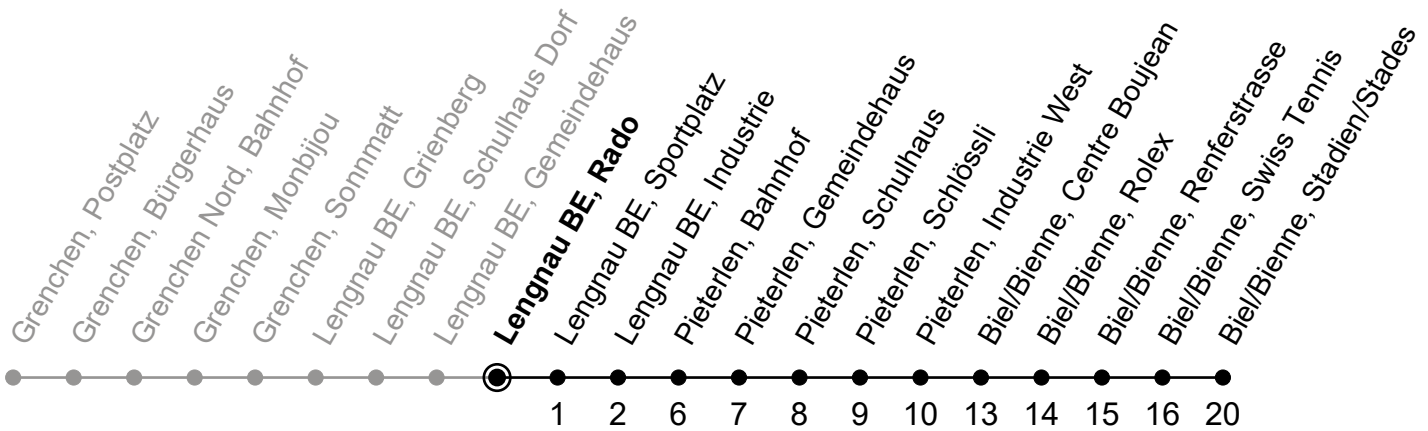 Grenchen, Postplatz
Grenchen, Bürgerhaus
Grenchen Nord, Bahnhof
Grenchen, Monbijou
Grenchen, Sonnmatt
Lengnau BE, Grienberg
Lengnau BE, Schulhaus Dorf
Lengnau BE, Gemeindehaus
Lengnau BE, Rado
Lengnau BE, Sportplatz
Lengnau BE, Industrie
Pieterlen, Bahnhof
Pieterlen, Gemeindehaus
Pieterlen, Schulhaus
Pieterlen, Schlössli
Pieterlen, Industrie West
Biel/Bienne, Centre Boujean
Biel/Bienne, Rolex
Biel/Bienne, Renferstrasse
Biel/Bienne, Swiss Tennis
Biel/Bienne, Stadien/Stades
1 2 6 7 8 9 10 13 14 15 16 20